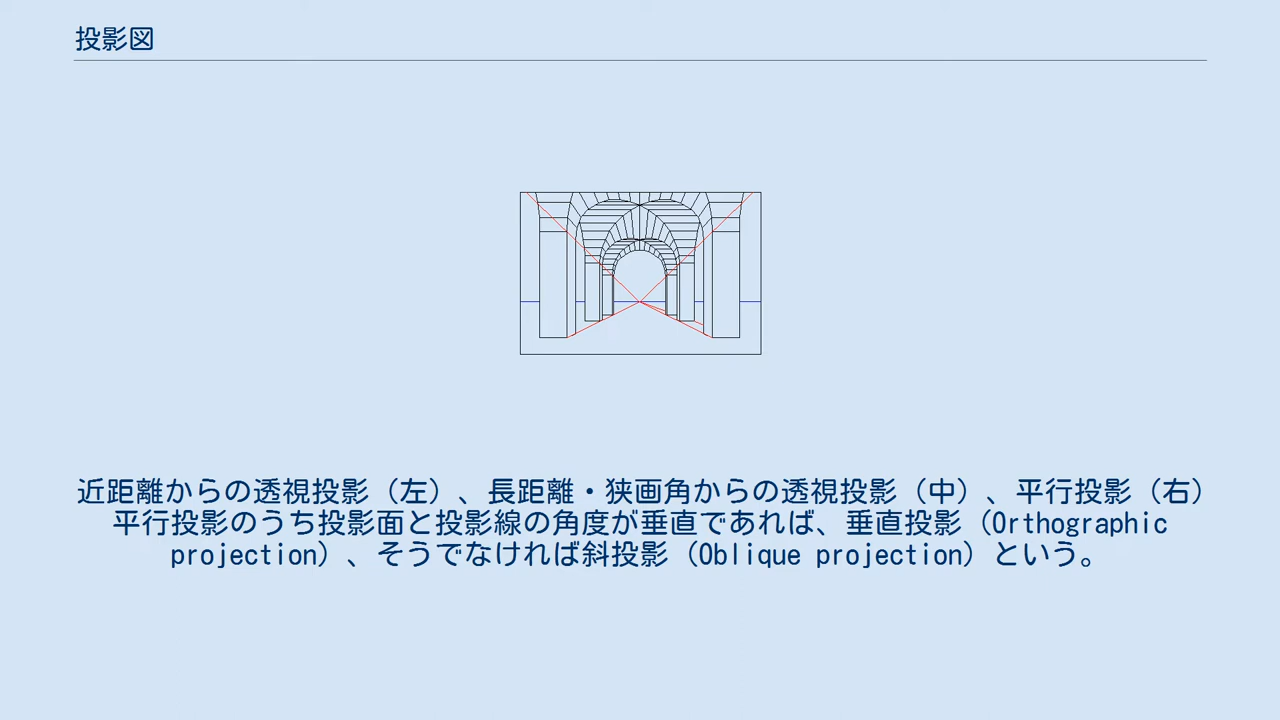 投影図
近距離からの透視投影（左）、長距離・狭画角からの透視投影（中）、平行投影（右）
平行投影のうち投影面と投影線の角度が垂直であれば、垂直投影（Orthographic
projection）、そうでなければ斜投影（Oblique projection）という。